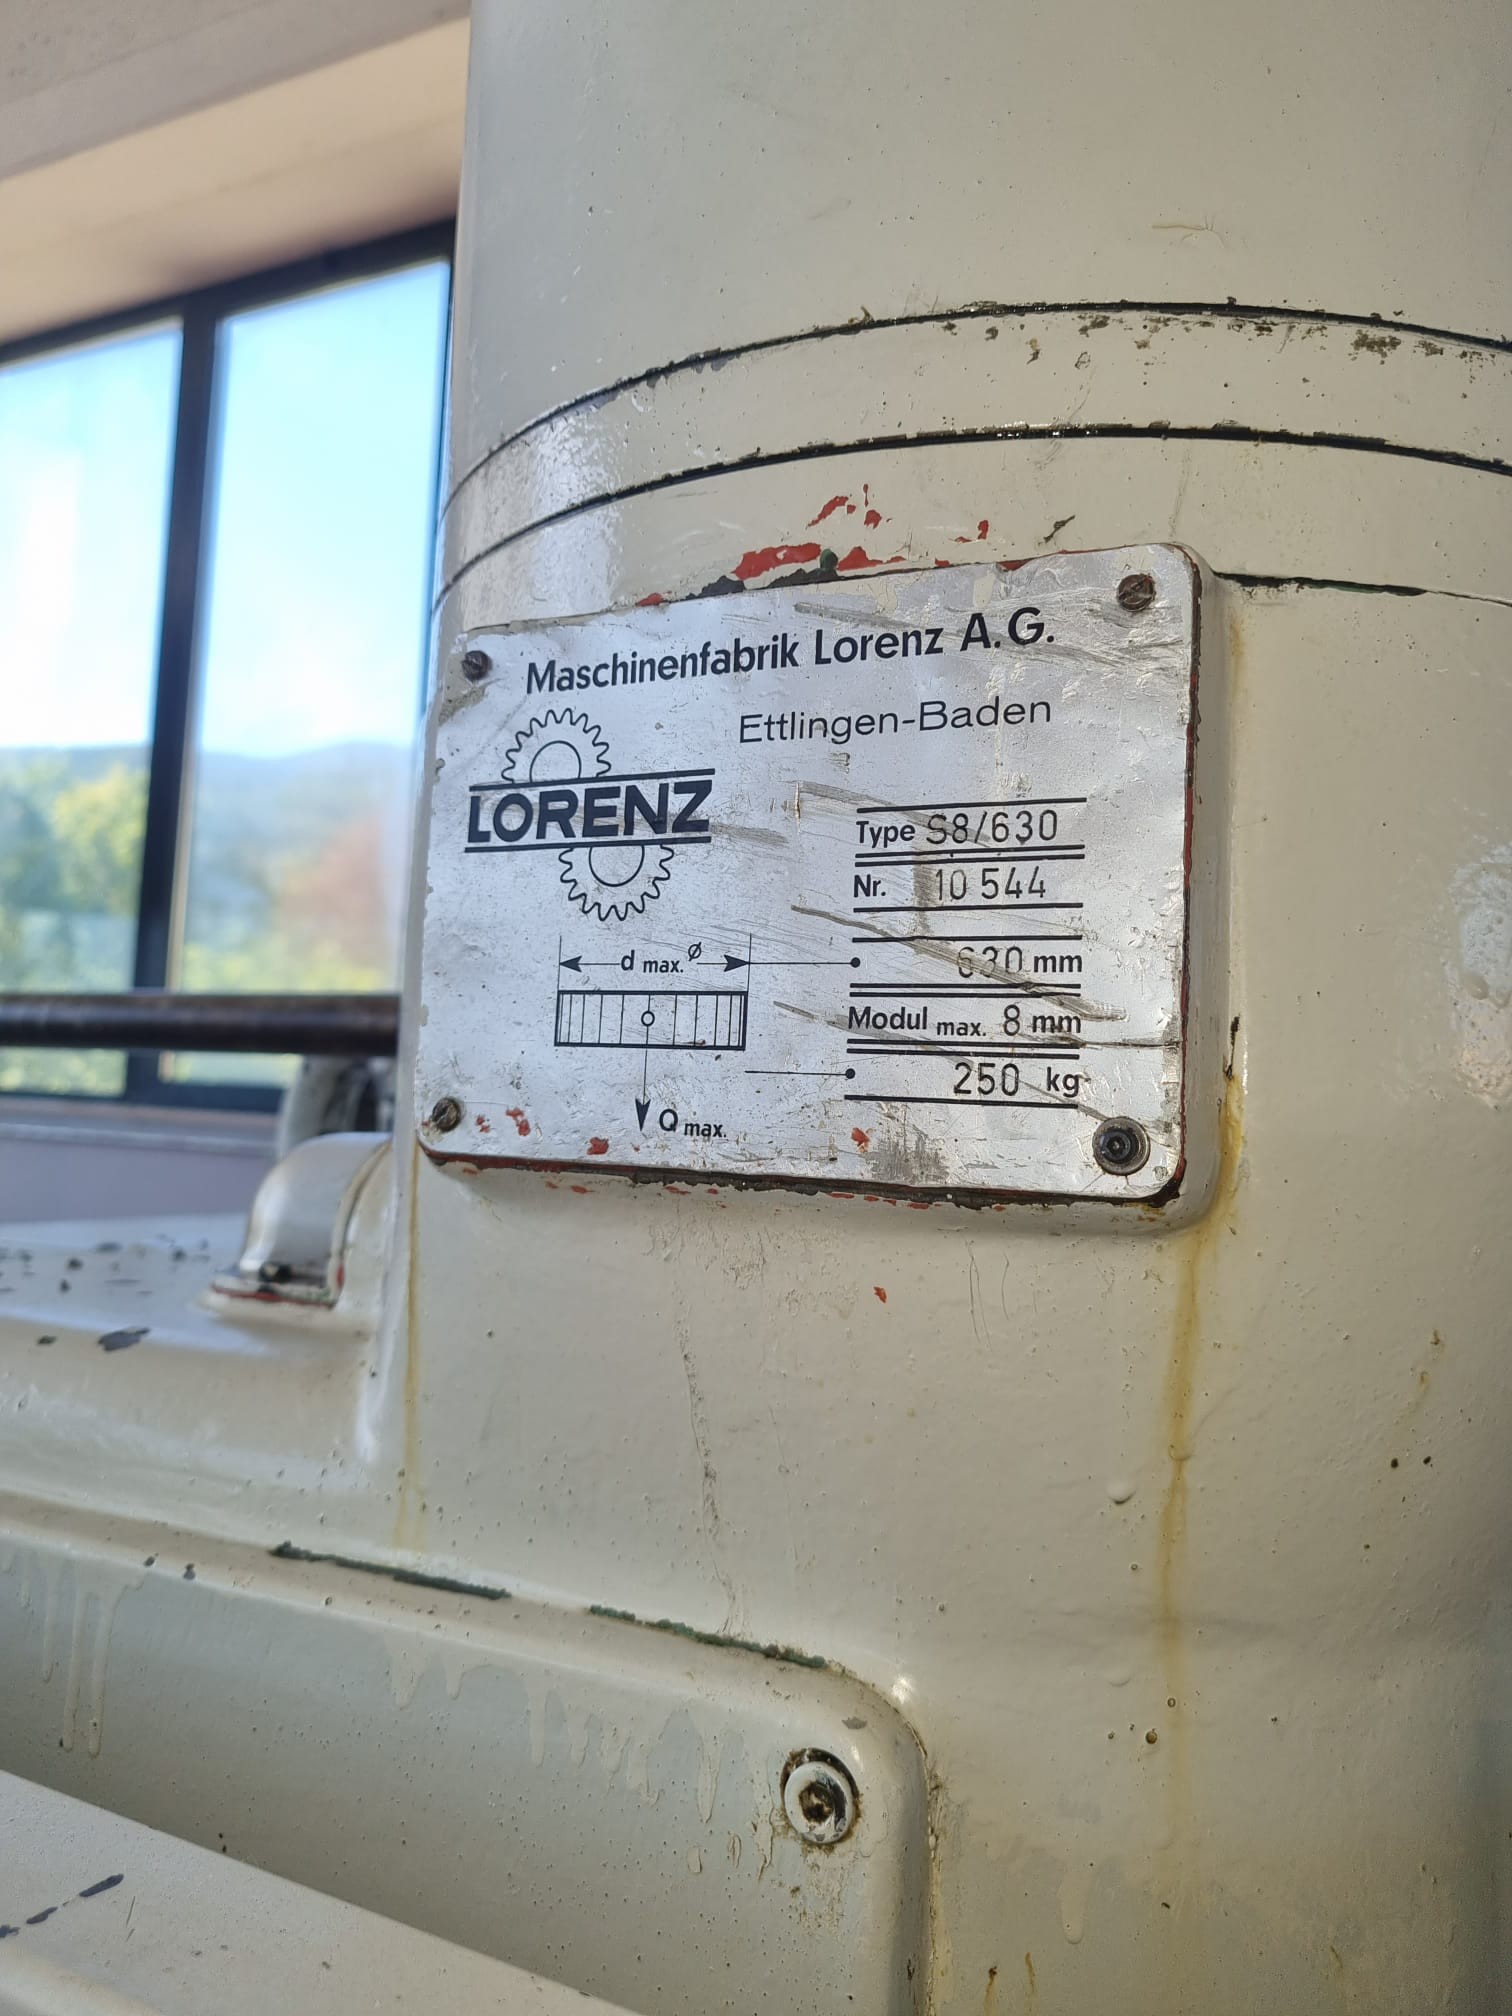 Maschinenfabrik Lorenz A.G.
Ettlingen-Baden
LORENZ
Type S8/630
Nr. 10 544
d max. ø
630 mm
Modul max. 8 mm
250 kg
Q max.